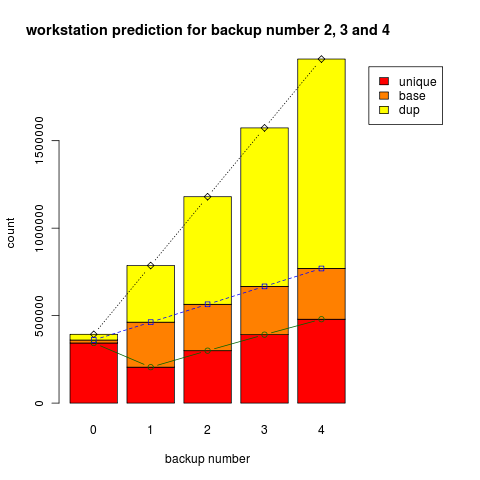 workstation prediction for backup number 2, 3 and 4
unique
base
dup
count
1500000
1000000
500000
0
0 1 2 3 4
backup number